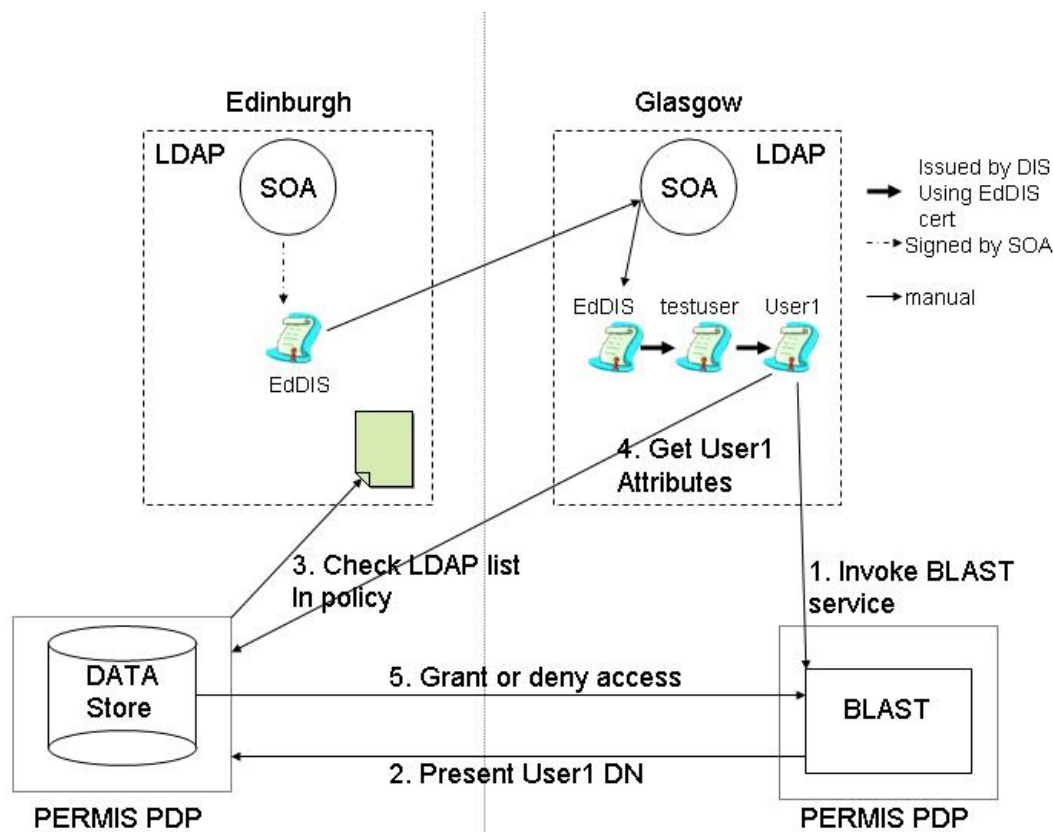 Edinburgh
Glasgow
LDAP
SOA
EdDIS
SOA
LDAP
EdDIS
testuser
User1
Issued by DIS
Using EdDIS
cert
Signed by SOA
manual
4. Get User1
Attributes
3. Check LDAP list
In policy
1. Invoke BLAST
service
DATA
Store
5. Grant or deny access
BLAST
2. Present User1 DN
PERMIS PDP
PERMIS PDP